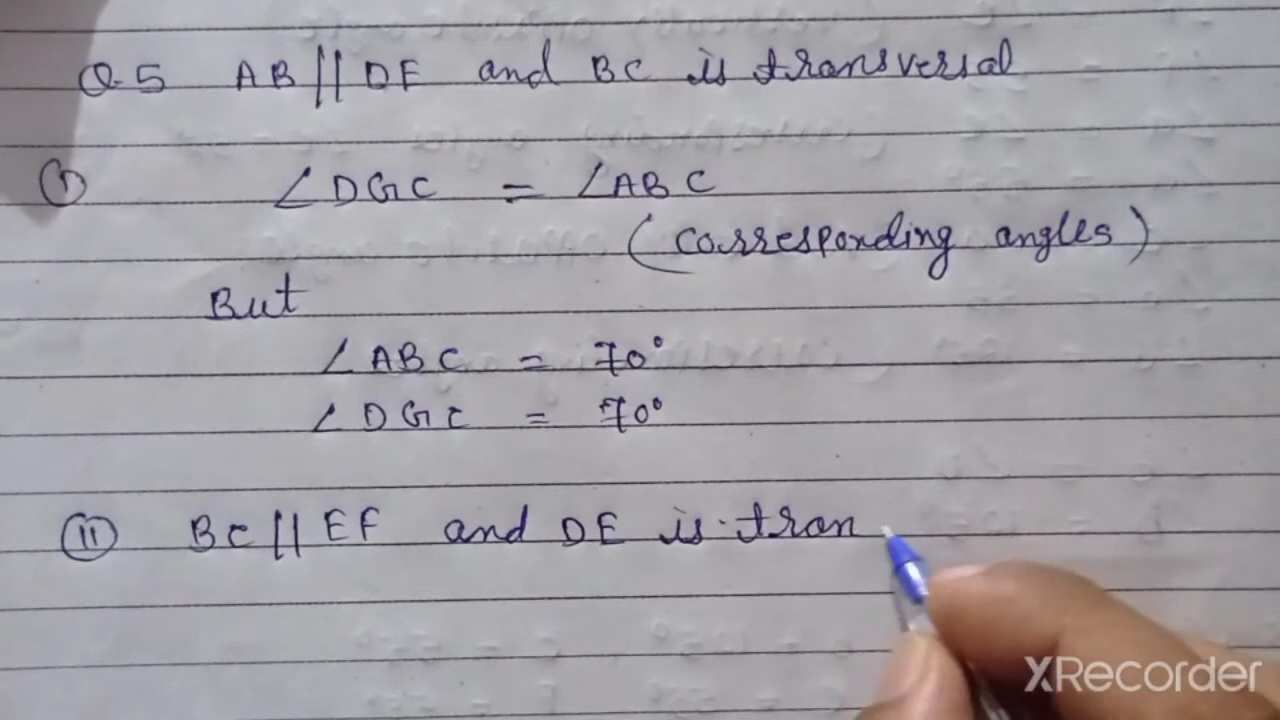 Q.5 AB || DE and BC is transversal
(i) ∠DGC = ∠ABC
(corresponding angles)
But
∠ABC = 70°
∠DGC = 70°
(ii) BC || EF and DE is tran
XRecorder